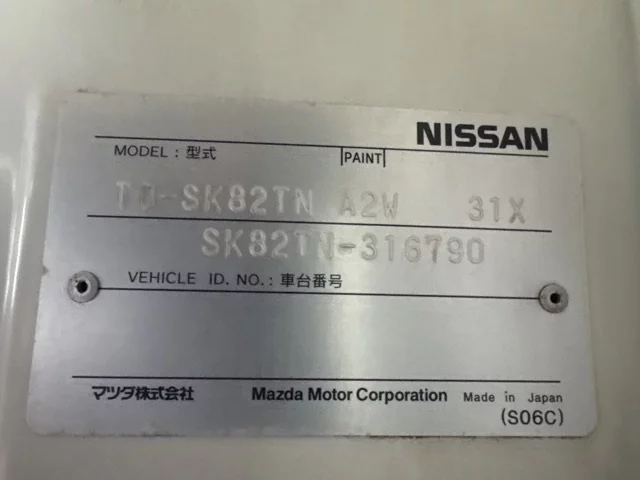 NISSAN
MODEL : 型式 PAINT
TC-SK82TN A2W 31X
SK82TN-316790
VEHICLE ID. NO. : 車台番号
マツダ株式会社 Mazda Motor Corporation Made in Japan
(S06C)